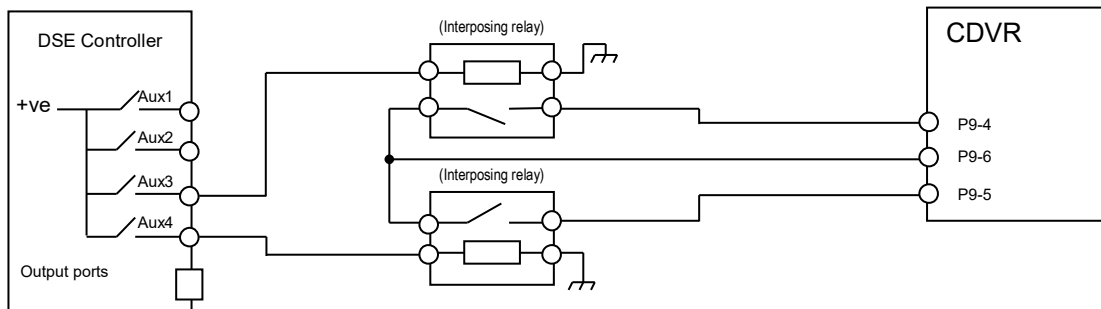 DSE Controller
+ve
Aux1
Aux2
Aux3
Aux4
Output ports
(Interposing relay)
(Interposing relay)
CDVR
P9-4
P9-6
P9-5